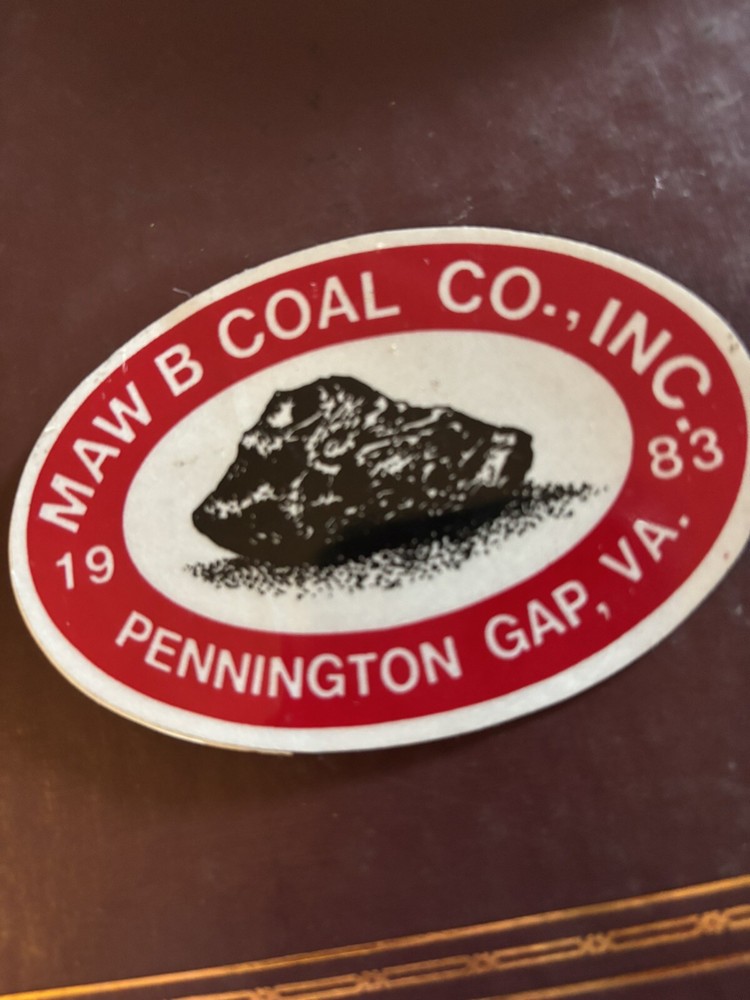 MAW B COAL CO., INC.
19 83
PENNINGTON GAP, VA.